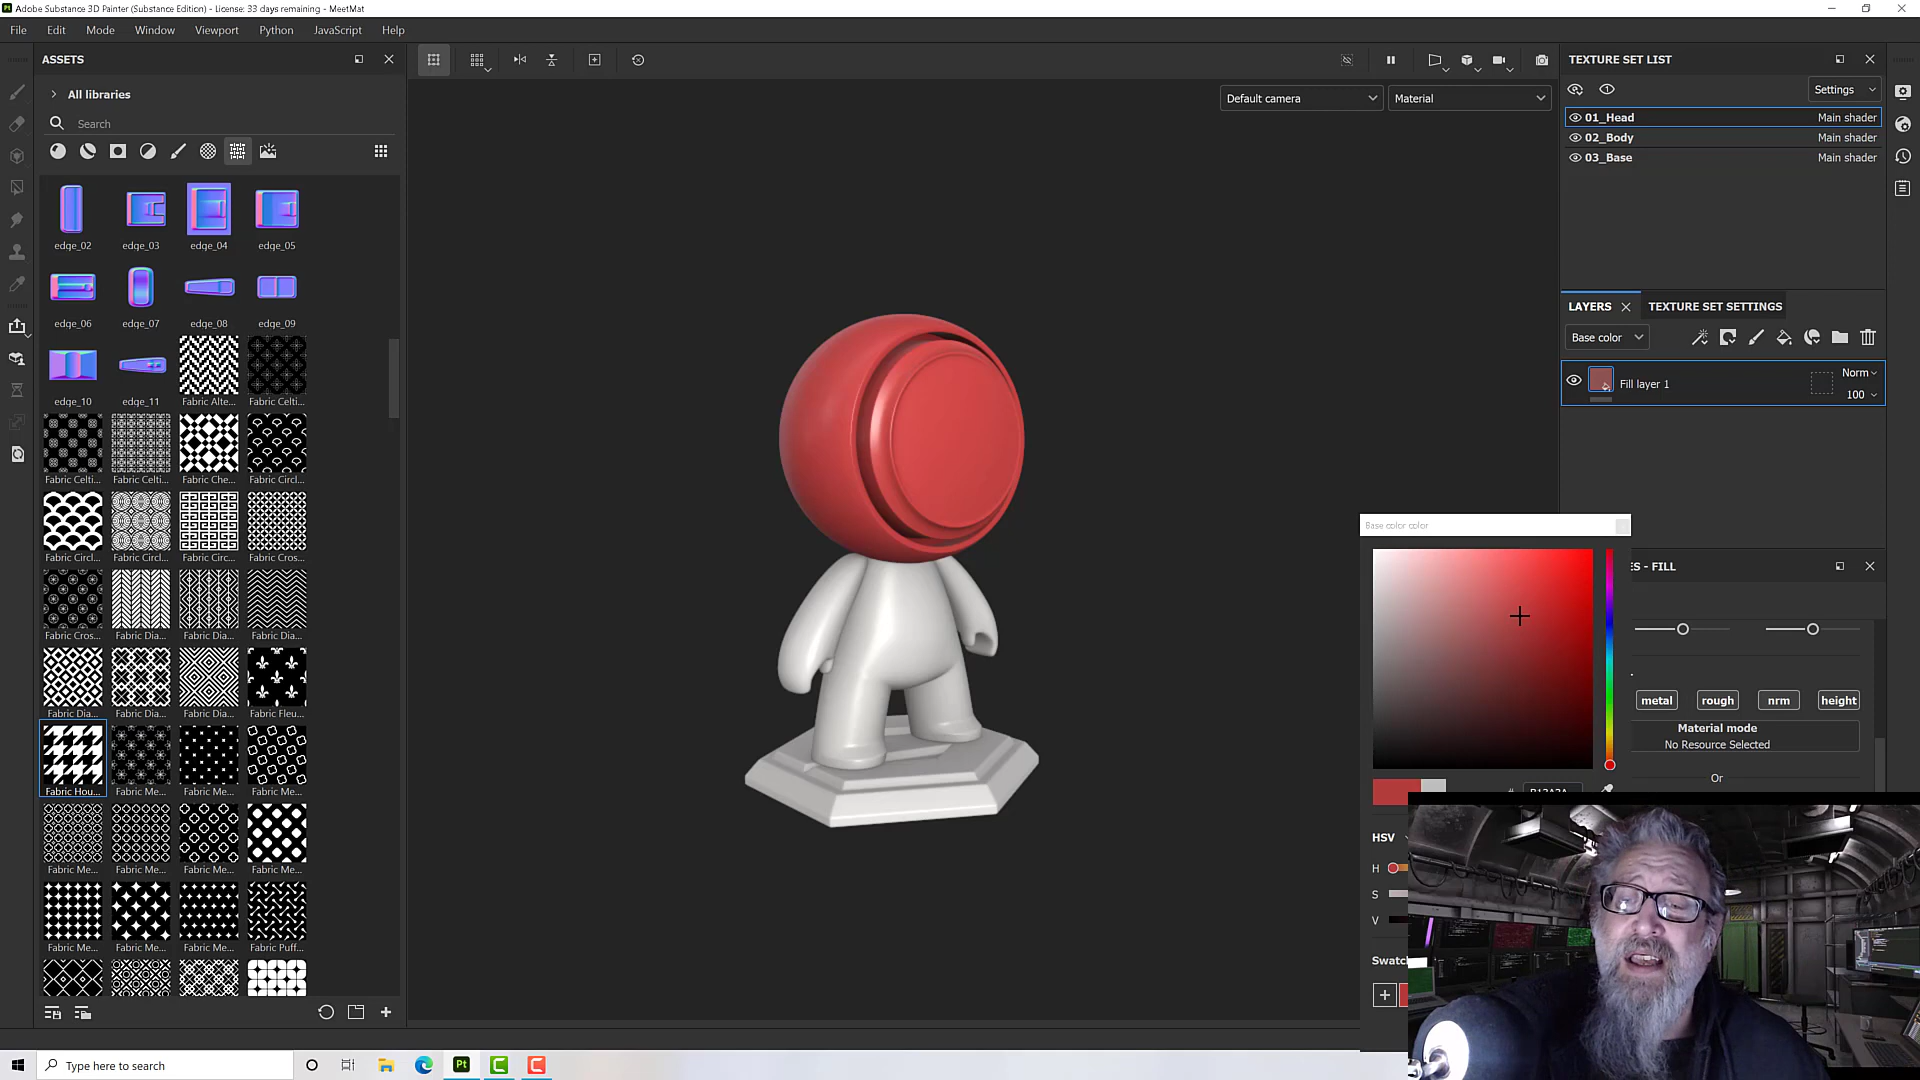 Adobe Substance 3D Painter (Substance Edition) - License: 33 days remaining - MeetMat
File Edit Mode Window Viewport Python JavaScript Help
ASSETS
All libraries
Search
edge_02 edge_03 edge_04 edge_05
edge_06 edge_07 edge_08 edge_09
edge_10 edge_11 Fabric Alte... Fabric Celti...
Fabric Celti... Fabric Celti... Fabric Che... Fabric Circl...
Fabric Circl... Fabric Circl... Fabric Circ... Fabric Cros...
Fabric Cros... Fabric Dia... Fabric Dia... Fabric Dia...
Fabric Dia... Fabric Dia... Fabric Dia... Fabric Fleu...
Fabric Hou... Fabric Me... Fabric Me... Fabric Me...
Fabric Me... Fabric Me... Fabric Me... Fabric Me...
Fabric Me... Fabric Me... Fabric Me... Fabric Puff...
Default camera Material
TEXTURE SET LIST
Settings
01_Head Main shader
02_Body Main shader
03_Base Main shader
LAYERS TEXTURE SET SETTINGS
Base color
Fill layer 1 Norm
100
Base color color
ES - FILL
metal rough nrm height
Material mode
No Resource Selected
Or
#
HSV
H
S
V
Swatc
Pt Type here to search